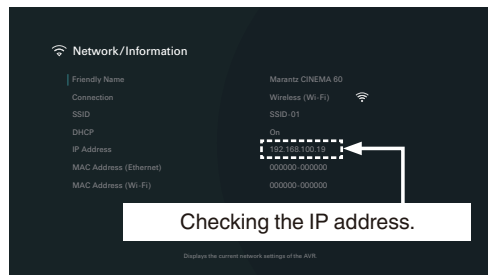 Network/Information
Friendly Name Marantz CINEMA 60
Connection Wireless (Wi-Fi)
SSID SSID-01
DHCP On
IP Address 192.168.100.19
MAC Address (Ethernet) 000000-000000
MAC Address (Wi-Fi) 000000-000000
Checking the IP address.
Displays the current network settings of the AVR